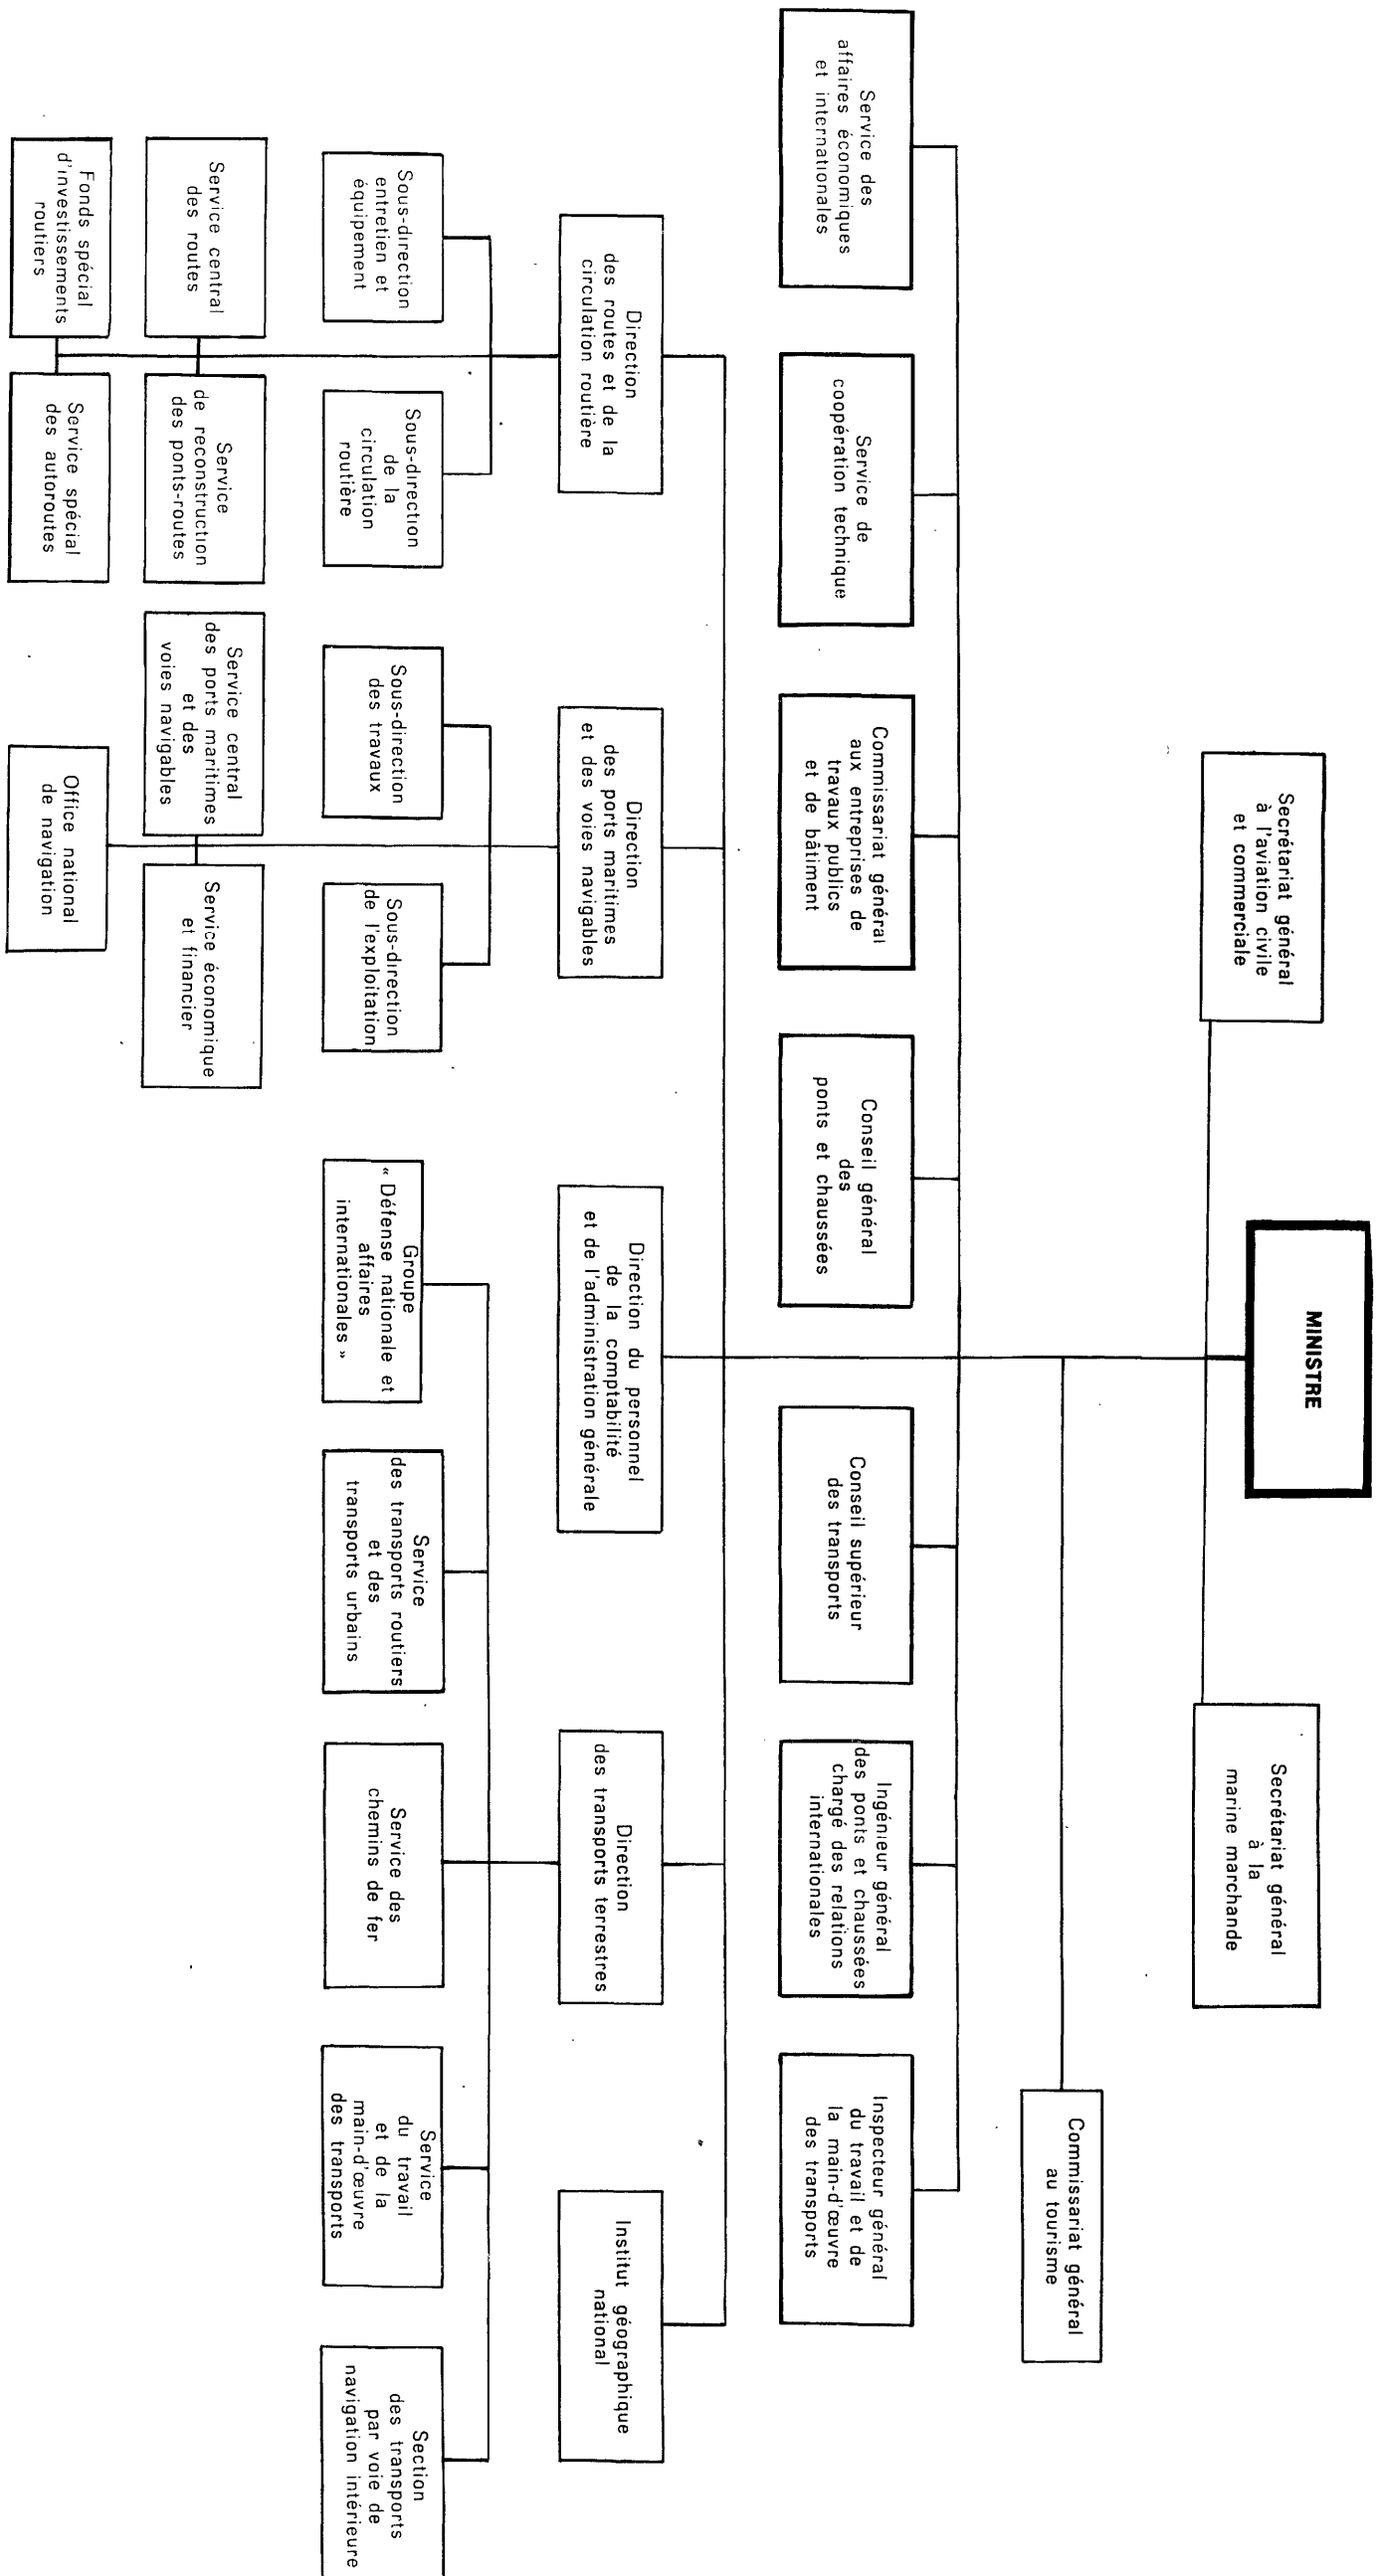 MINISTRE
Secrétariat général
à l'aviation civile
et commerciale
Secrétariat général
à la
marine marchande
Commissariat général
au tourisme
Service des
affaires économiques
et internationales
Service de
coopération technique
Commissariat général
aux entreprises de
travaux publics
et de bâtiment
Conseil général
des
ponts et chaussées
Conseil supérieur
des transports
Ingénieur général
des ponts et chaussées
chargé des relations
internationales
Inspecteur général
du travail et de
la main-d'œuvre
des transports
Direction
des routes et de la
circulation routière
Direction
des ports maritimes
et des voies navigables
Direction du personnel
de la comptabilité
et de l'administration générale
Direction
des transports terrestres
Institut géographique
national
Sous-direction
entretien et
équipement
Sous-direction
de la
circulation
routière
Sous-direction
des travaux
Sous-direction
de l'exploitation
Groupe
« Défense nationale et
affaires
internationales »
Service
des transports routiers
et des
transports urbains
Service des
chemins de fer
Service
du travail
et de la
main-d'œuvre
des transports
Section
des transports
par voie de
navigation intérieure
Service central
des routes
Service
de reconstruction
des ponts-routes
Service central
des ports maritimes
et des
voies navigables
Service économique
et financier
Fonds spécial
d'investissements
routiers
Service spécial
des autoroutes
Office national
de navigation